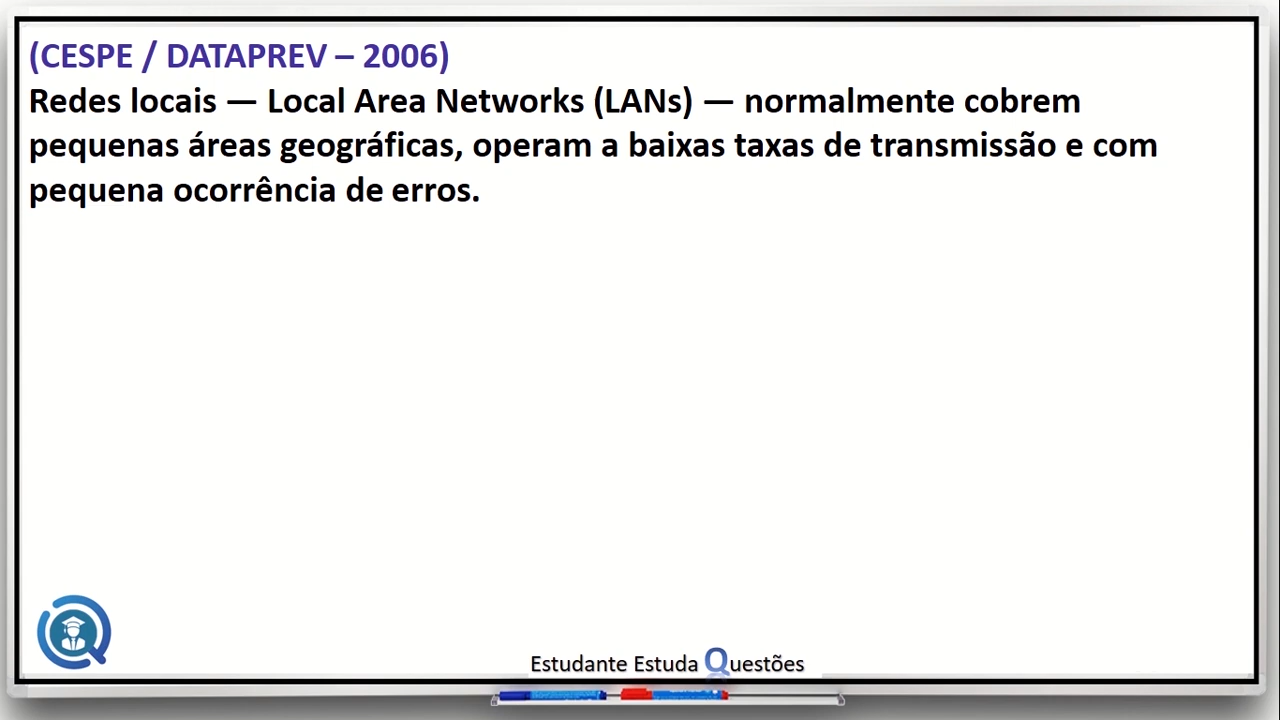 (CESPE / DATAPREV – 2006)
Redes locais — Local Area Networks (LANs) — normalmente cobrem
pequenas áreas geográficas, operam a baixas taxas de transmissão e com
pequena ocorrência de erros.
Estudante Estuda Questões